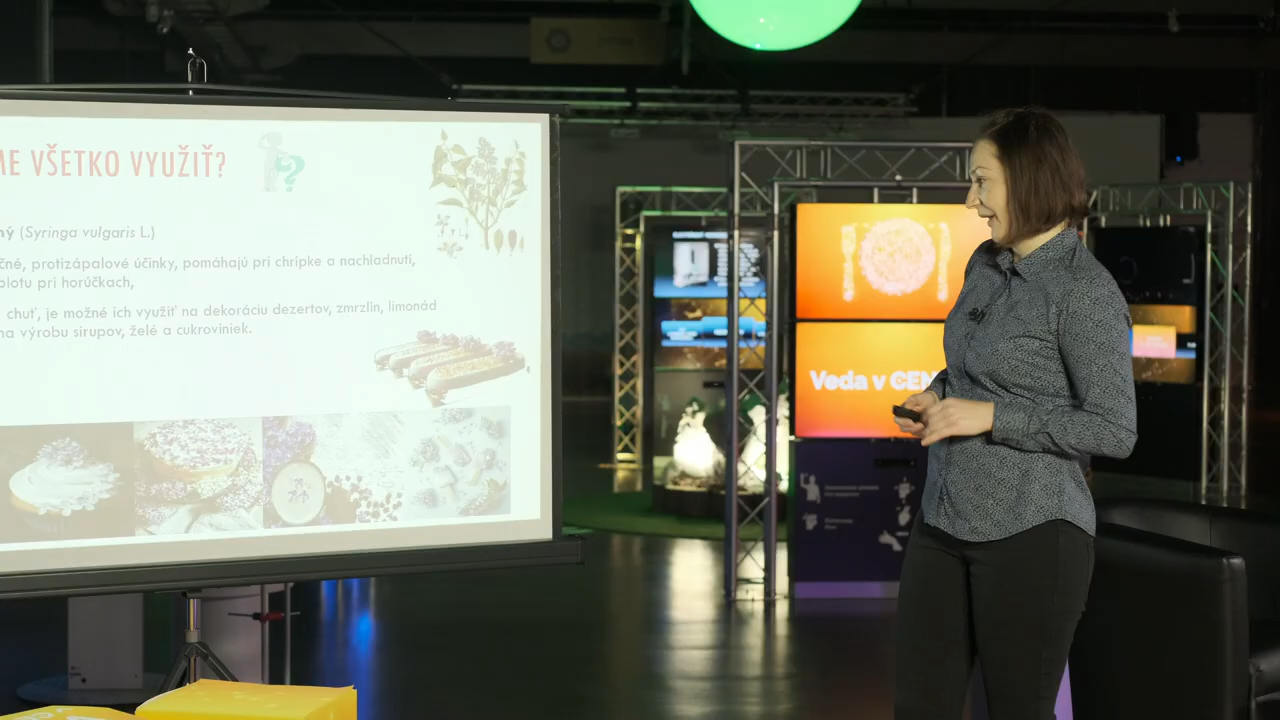 ME VŠETKO VYUŽIŤ?
ný (Syringa vulgaris L.)
čné, protizápalové účinky, pomáhajú pri chrípke a nachladnutí,
plotu pri horúčkach,
chuť, je možné ich využiť na dekoráciu dezertov, zmrzlín, limonád
na výrobu sirupov, želé a cukroviniek.
Veda v CEN